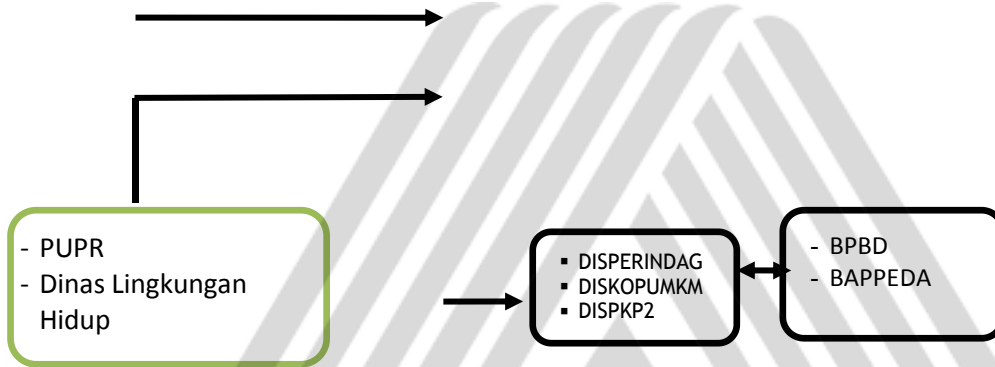 - PUPR
- Dinas Lingkungan
Hidup
▪ DISPERINDAG
▪ DISKOPUMKM
▪ DISPKP2
- BPBD
- BAPPEDA